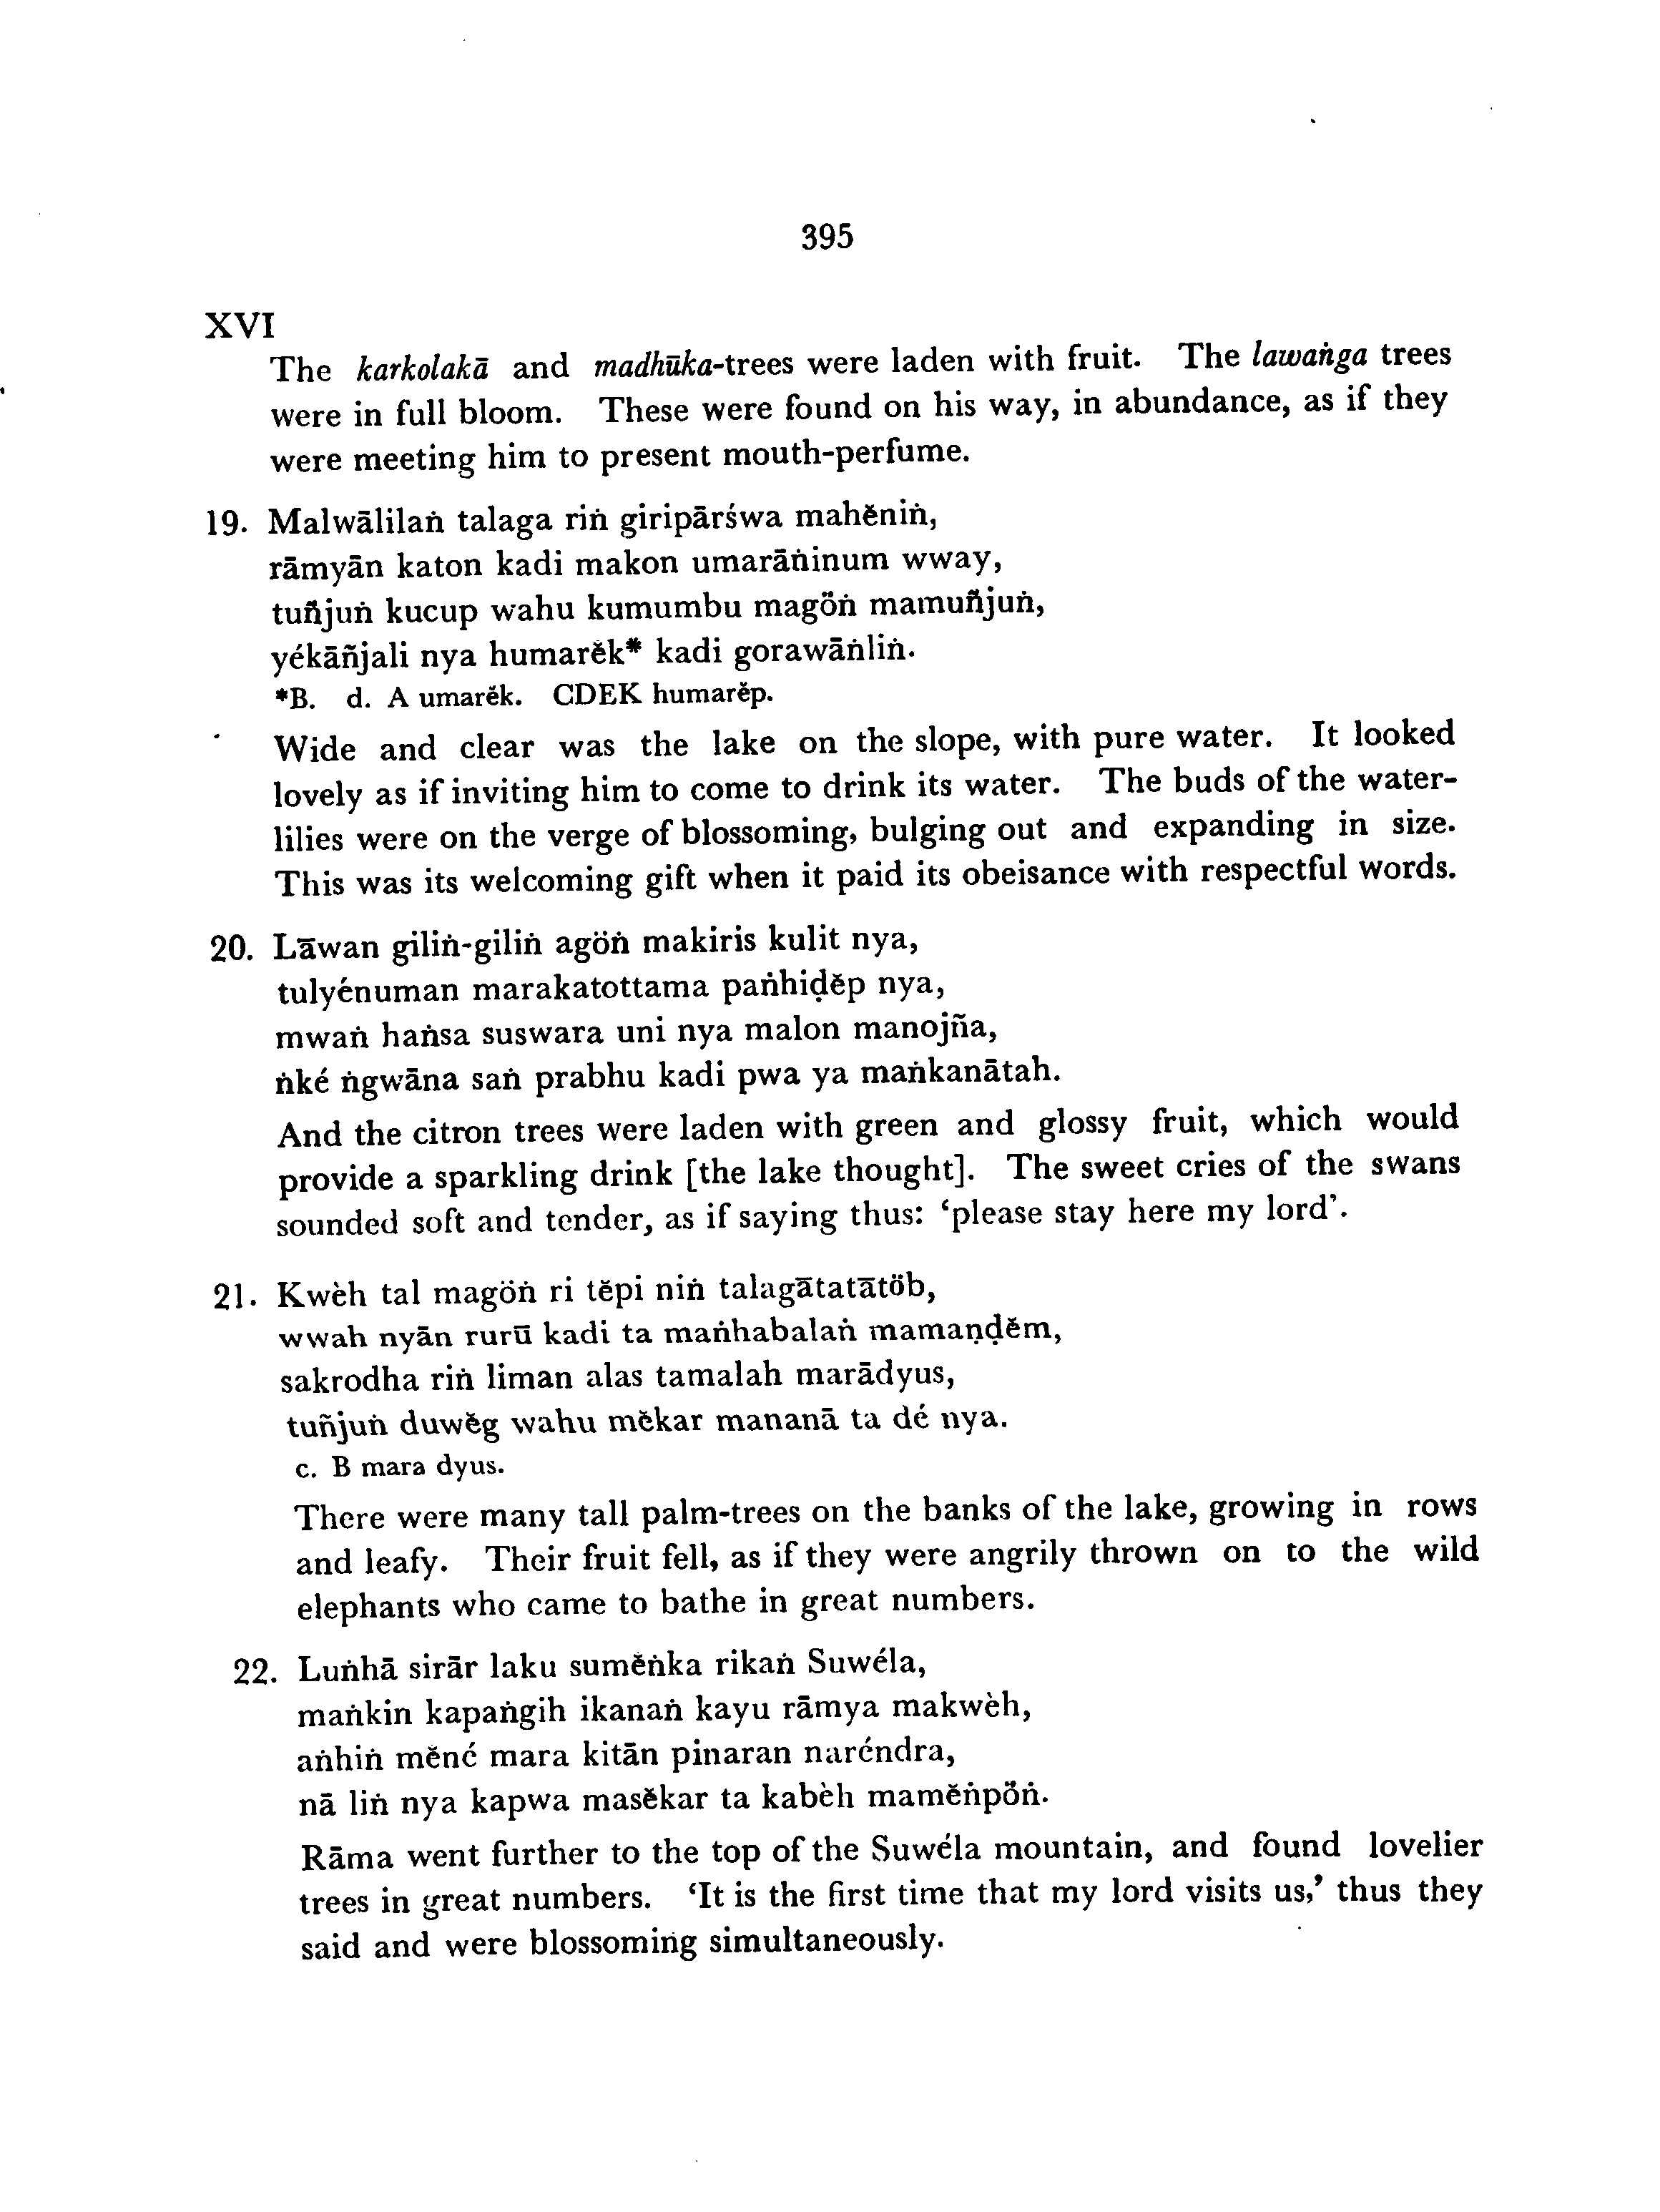 395
XVI
The karkolakā and madhūka-trees were laden with fruit. The lawaṅga trees
were in full bloom. These were found on his way, in abundance, as if they
were meeting him to present mouth-perfume.
19. Malwālilaṅ talaga riṅ giripārśwa mahĕniṅ,
rāmyān katon kadi makon umarāṅinum wway,
tuñjuṅ kucup wahu kumumbu magöṅ mamuñjuṅ,
yékāñjali nya humarĕk* kadi gorawāṅliṅ.
*B. d. A umarĕk. CDEK humarĕp.
Wide and clear was the lake on the slope, with pure water. It looked
lovely as if inviting him to come to drink its water. The buds of the water-
lilies were on the verge of blossoming, bulging out and expanding in size.
This was its welcoming gift when it paid its obeisance with respectful words.
20. Lāwan giliṅ-giliṅ agöṅ makiris kulit nya,
tulyénuman marakatottama paṅhiḍĕp nya,
mwaṅ haṅsa suswara uni nya malon manojña,
ṅké ṅgwāna saṅ prabhu kadi pwa ya maṅkanātah.
And the citron trees were laden with green and glossy fruit, which would
provide a sparkling drink [the lake thought]. The sweet cries of the swans
sounded soft and tender, as if saying thus: ‘please stay here my lord’.
21. Kwèh tal magöṅ ri tĕpi niṅ talagātatātöb,
wwah nyān rurū kadi ta maṅhabalaṅ mamaṇḍĕm,
sakrodha riṅ liman alas tamalah marādyus,
tuñjuṅ duwĕg wahu mĕkar mananā ta dé nya.
c. B mara dyus.
There were many tall palm-trees on the banks of the lake, growing in rows
and leafy. Their fruit fell, as if they were angrily thrown on to the wild
elephants who came to bathe in great numbers.
22. Luṅhā sirār laku sumĕṅka rikaṅ Suwéla,
maṅkin kapaṅgih ikanaṅ kayu rāmya makwèh,
aṅhiṅ mĕné mara kitān pinaran naréndra,
nā liṅ nya kapwa masĕkar ta kabèh mamĕṅpöṅ.
Rāma went further to the top of the Suwéla mountain, and found lovelier
trees in great numbers. ‘It is the first time that my lord visits us,’ thus they
said and were blossoming simultaneously.